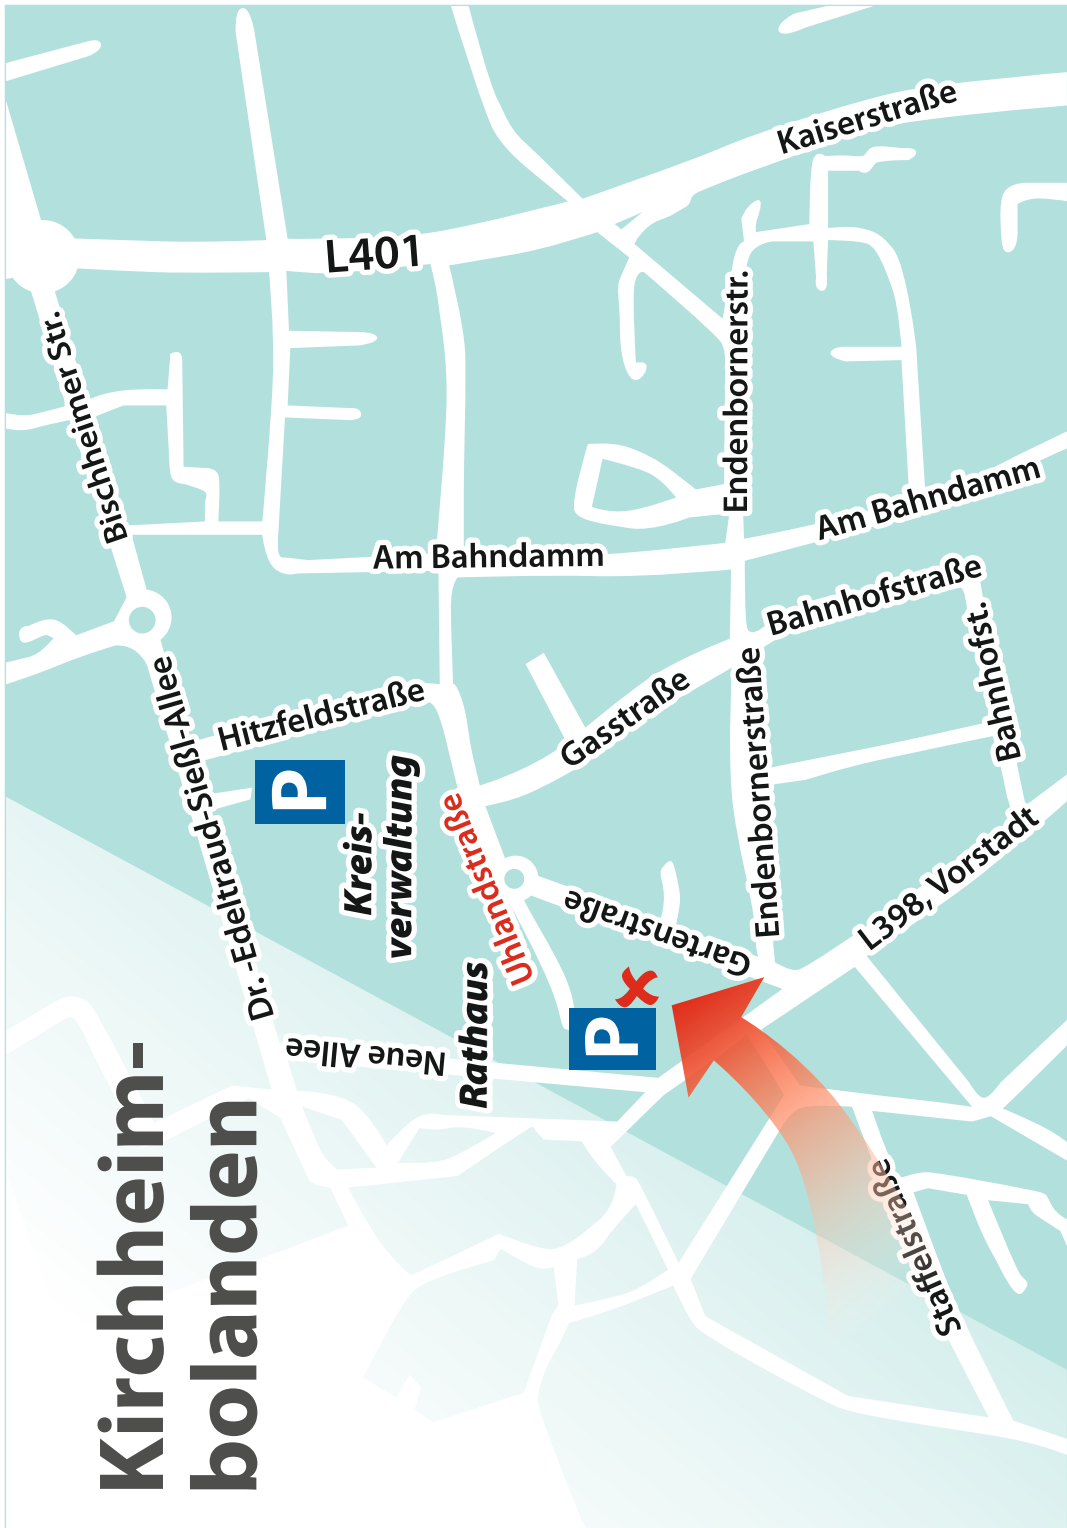 Kirchheim-
bolanden
Kaiserstraße
L401
Bischheimer Str.
Endenbornerstr.
Am Bahndamm
Am Bahndamm
Bahnhofstraße
Bahnhofst.
Hitzfeldstraße
Gasstraße
Dr. -Edeltraud-Sießl-Allee
P
Kreis-
verwaltung
Uhlandstraße
Endenbornerstraße
Gartenstraße
L398, Vorstadt
Rathaus
Neue Allee
P
Staffelstraße